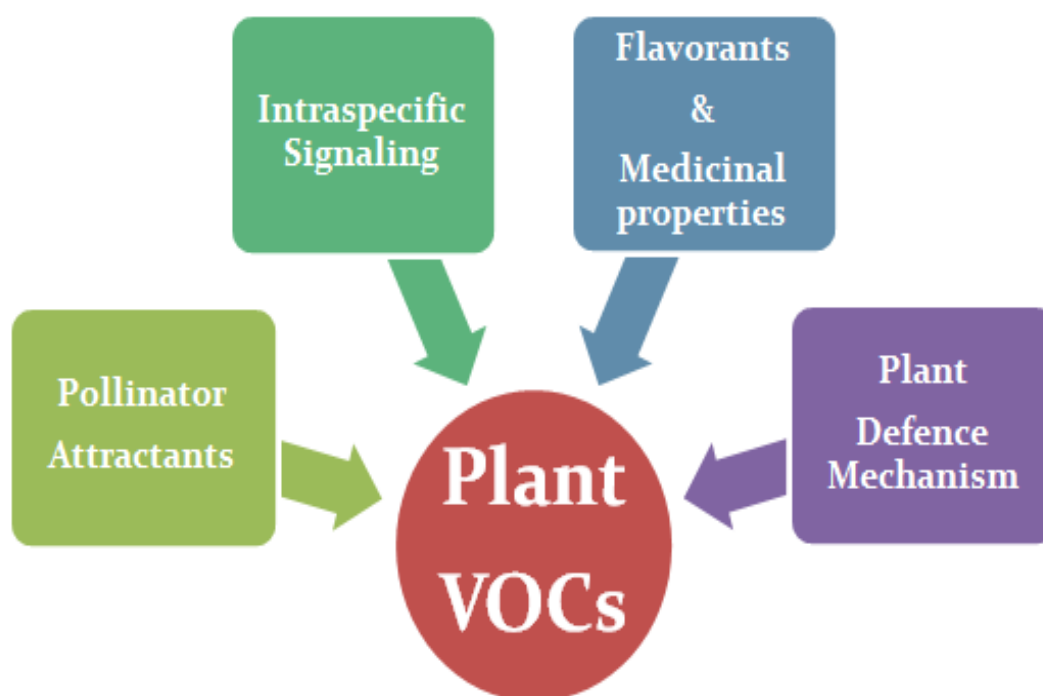 Intraspecific
Signaling
Flavorants
&
Medicinal
properties
Pollinator
Attractants
Plant
Defence
Mechanism
Plant
VOCs